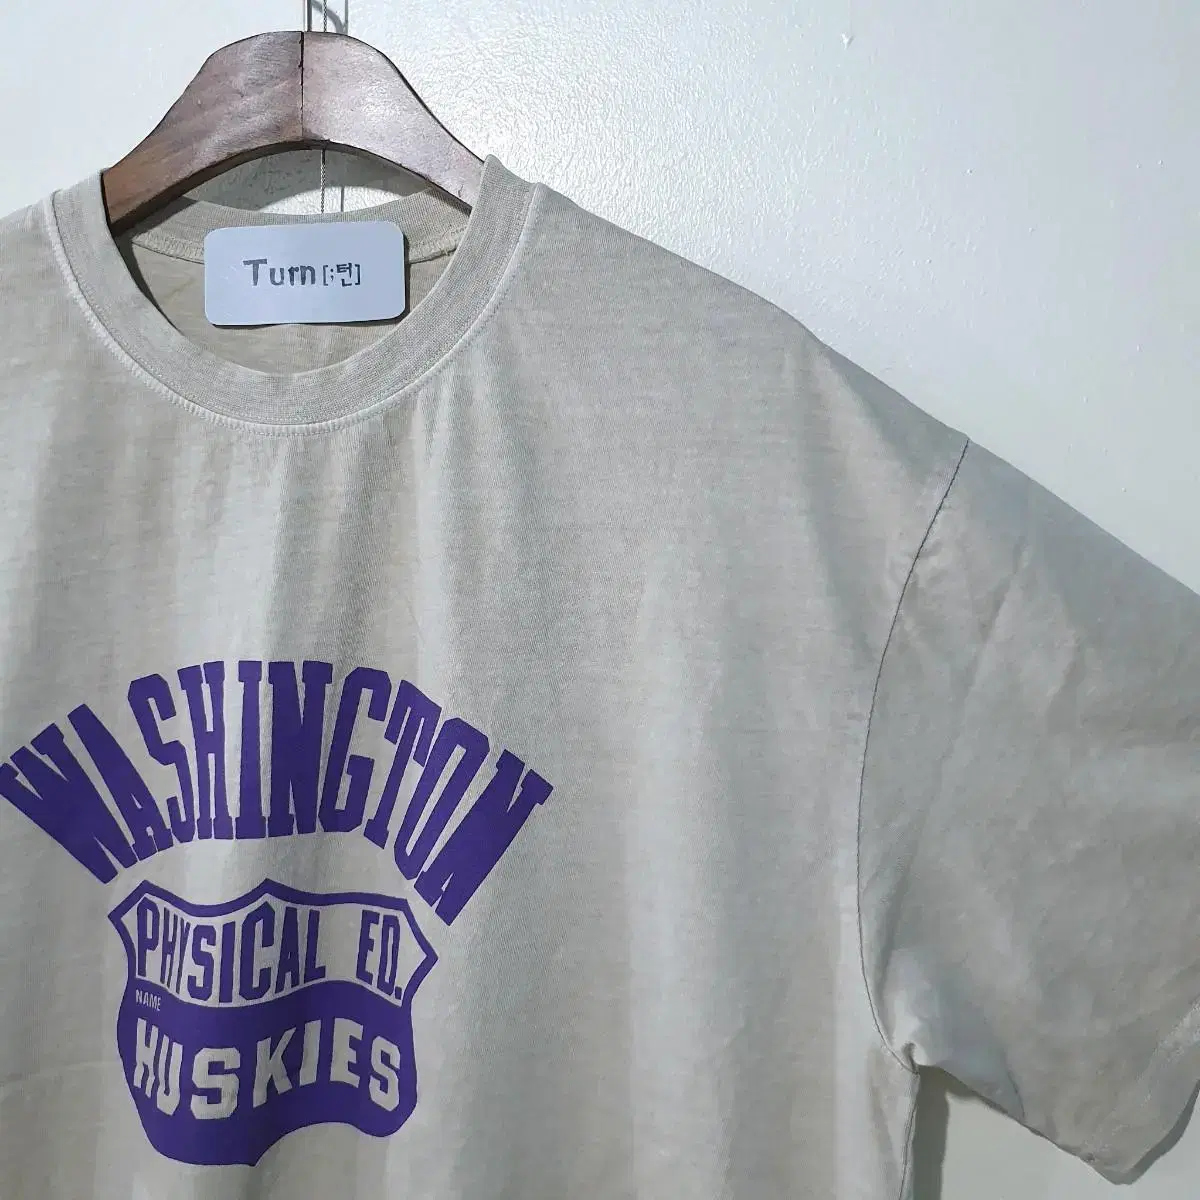 Turn [;턴]
WASHINGTON
PHYSICAL ED.
NAME
HUSKIES